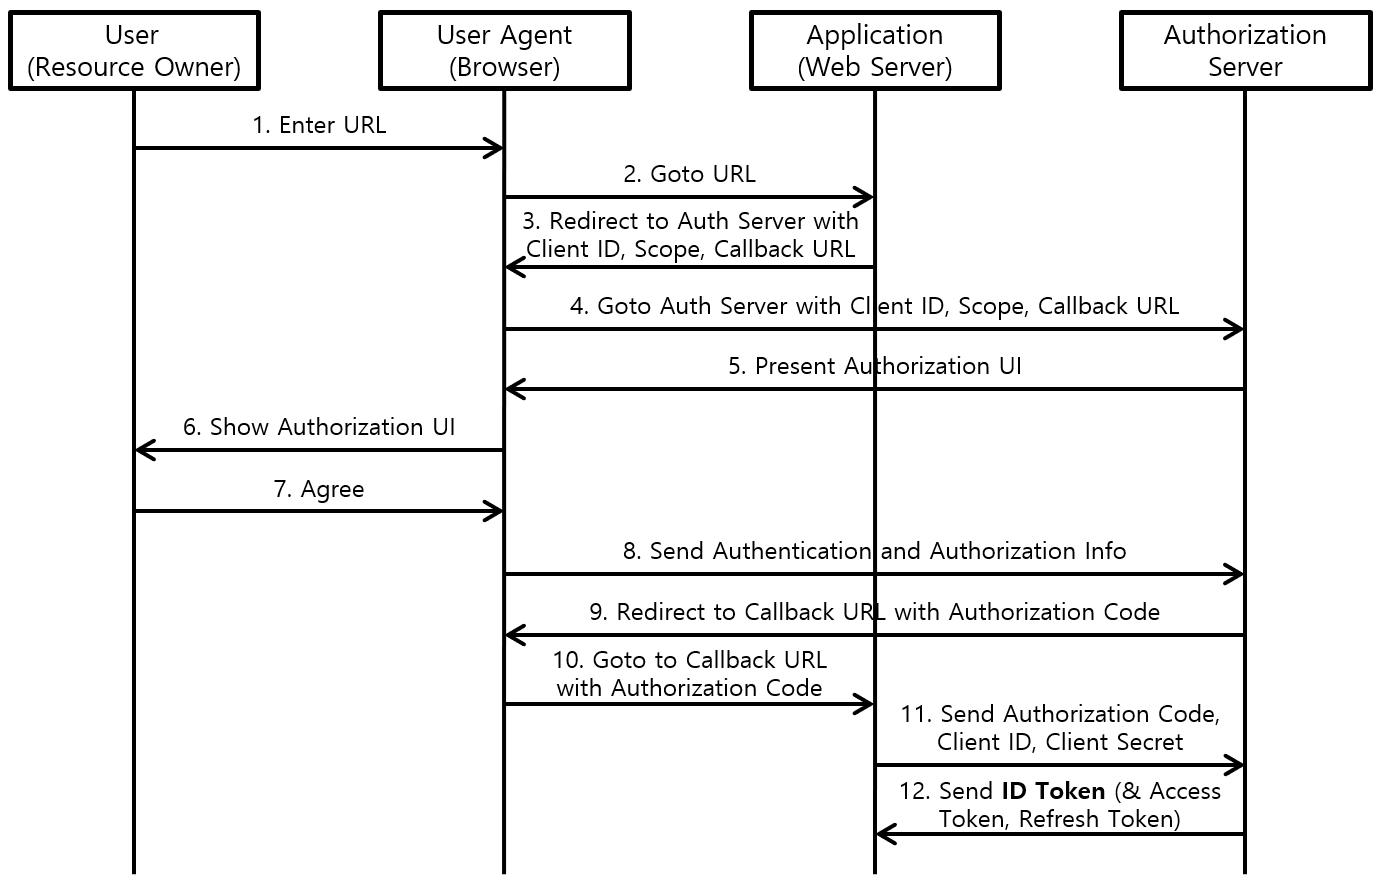 User
(Resource Owner)
User Agent
(Browser)
Application
(Web Server)
Authorization
Server
1. Enter URL
2. Goto URL
3. Redirect to Auth Server with
Client ID, Scope, Callback URL
4. Goto Auth Server with Client ID, Scope, Callback URL
5. Present Authorization UI
6. Show Authorization UI
7. Agree
8. Send Authentication and Authorization Info
9. Redirect to Callback URL with Authorization Code
10. Goto to Callback URL
with Authorization Code
11. Send Authorization Code,
Client ID, Client Secret
12. Send ID Token (& Access
Token, Refresh Token)